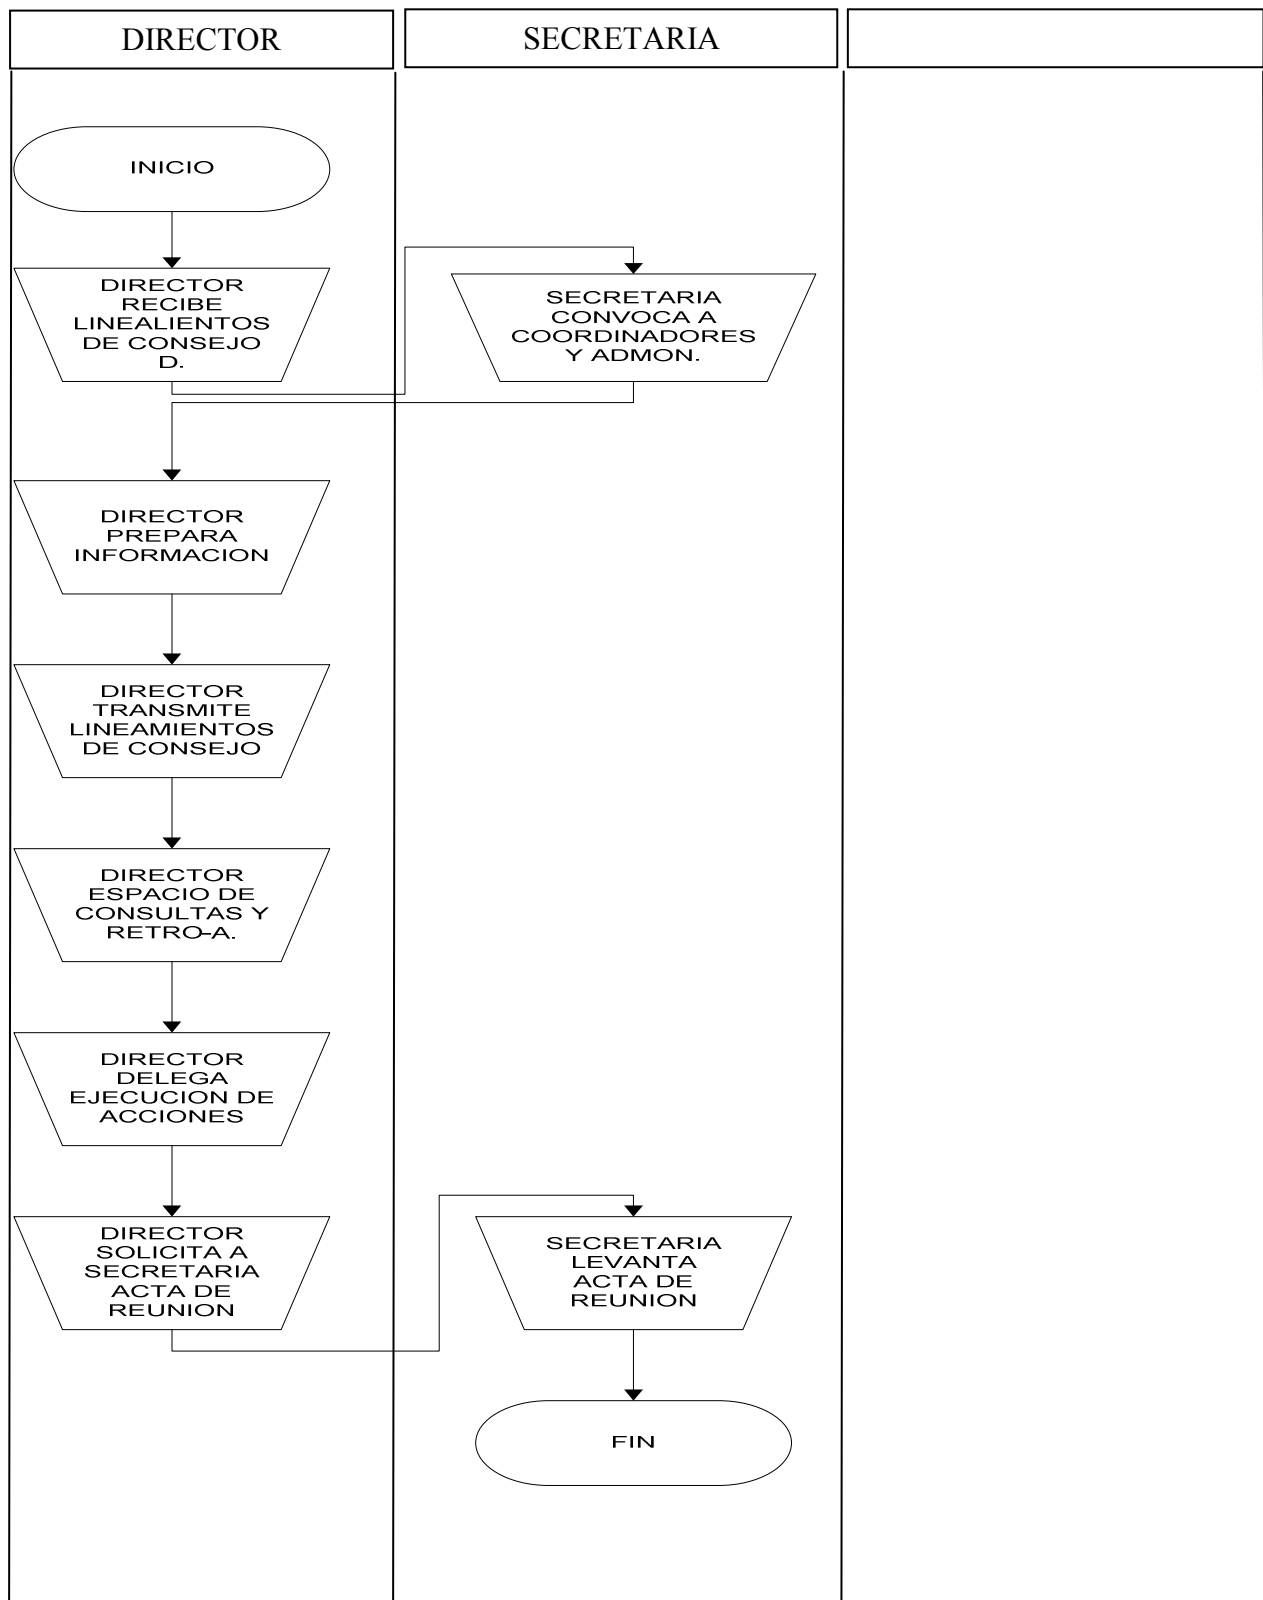 DIRECTOR
SECRETARIA
INICIO
DIRECTOR
RECIBE
LINEALIENTOS
DE CONSEJO
D.
SECRETARIA
CONVOCA A
COORDINADORES
Y ADMON.
DIRECTOR
PREPARA
INFORMACION
DIRECTOR
TRANSMITE
LINEAMIENTOS
DE CONSEJO
DIRECTOR
ESPACIO DE
CONSULTAS Y
RETRO-A.
DIRECTOR
DELEGA
EJECUCION DE
ACCIONES
DIRECTOR
SOLICITA A
SECRETARIA
ACTA DE
REUNION
SECRETARIA
LEVANTA
ACTA DE
REUNION
FIN